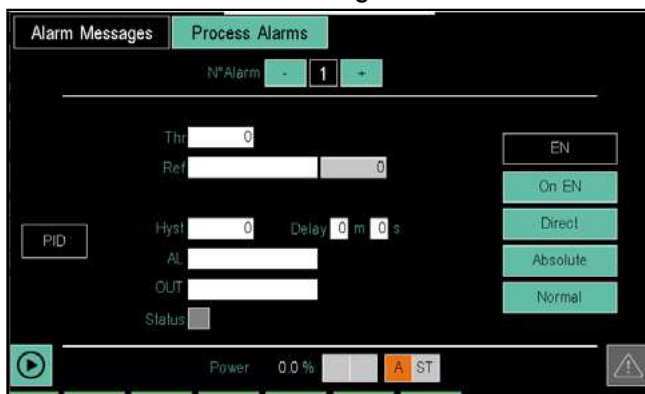 Alarm Messages Process Alarms
N°Alarm - 1 +
Thr 0
Ref 0
EN
On EN
PID
Hyst 0 Delay 0 m 0 s
Direct
AL
Absolute
OUT
Normal
Status
Power 0.0 % A ST